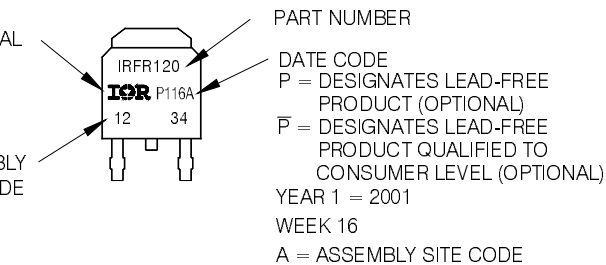 PART NUMBER
AL
IRFR120
DATE CODE
P = DESIGNATES LEAD-FREE
PRODUCT (OPTIONAL)
IOR P116A
12 34
P̅ = DESIGNATES LEAD-FREE
PRODUCT QUALIFIED TO
CONSUMER LEVEL (OPTIONAL)
BLY
DE
YEAR 1 = 2001
WEEK 16
A = ASSEMBLY SITE CODE